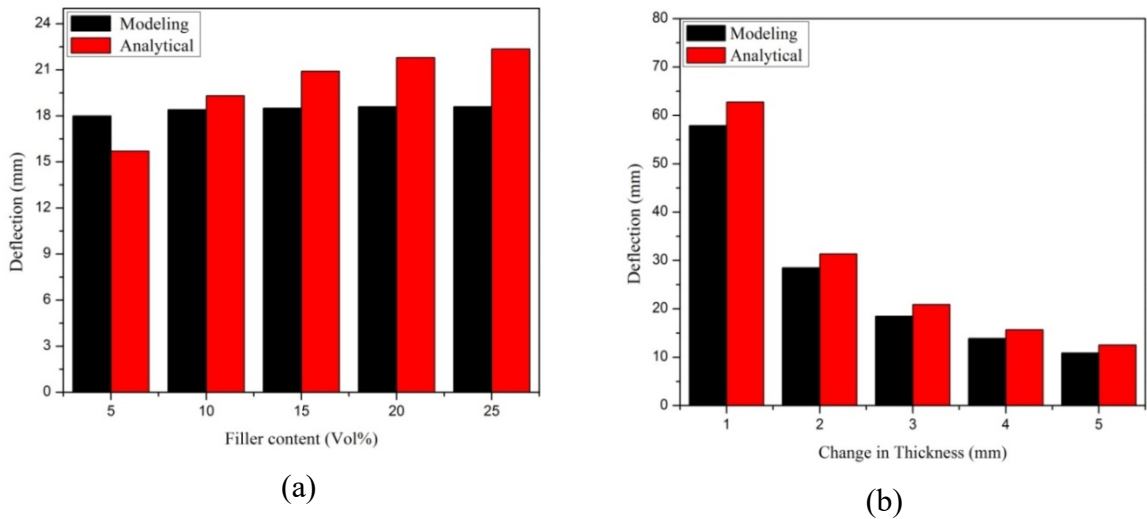 Modeling
Analytical
24
21
18
15
12
9
6
3
0
Deflection (mm)
5 10 15 20 25
Filler content (Vol%)
(a)
Modeling
Analytical
80
70
60
50
40
30
20
10
0
Deflection (mm)
1 2 3 4 5
Change in Thickness (mm)
(b)